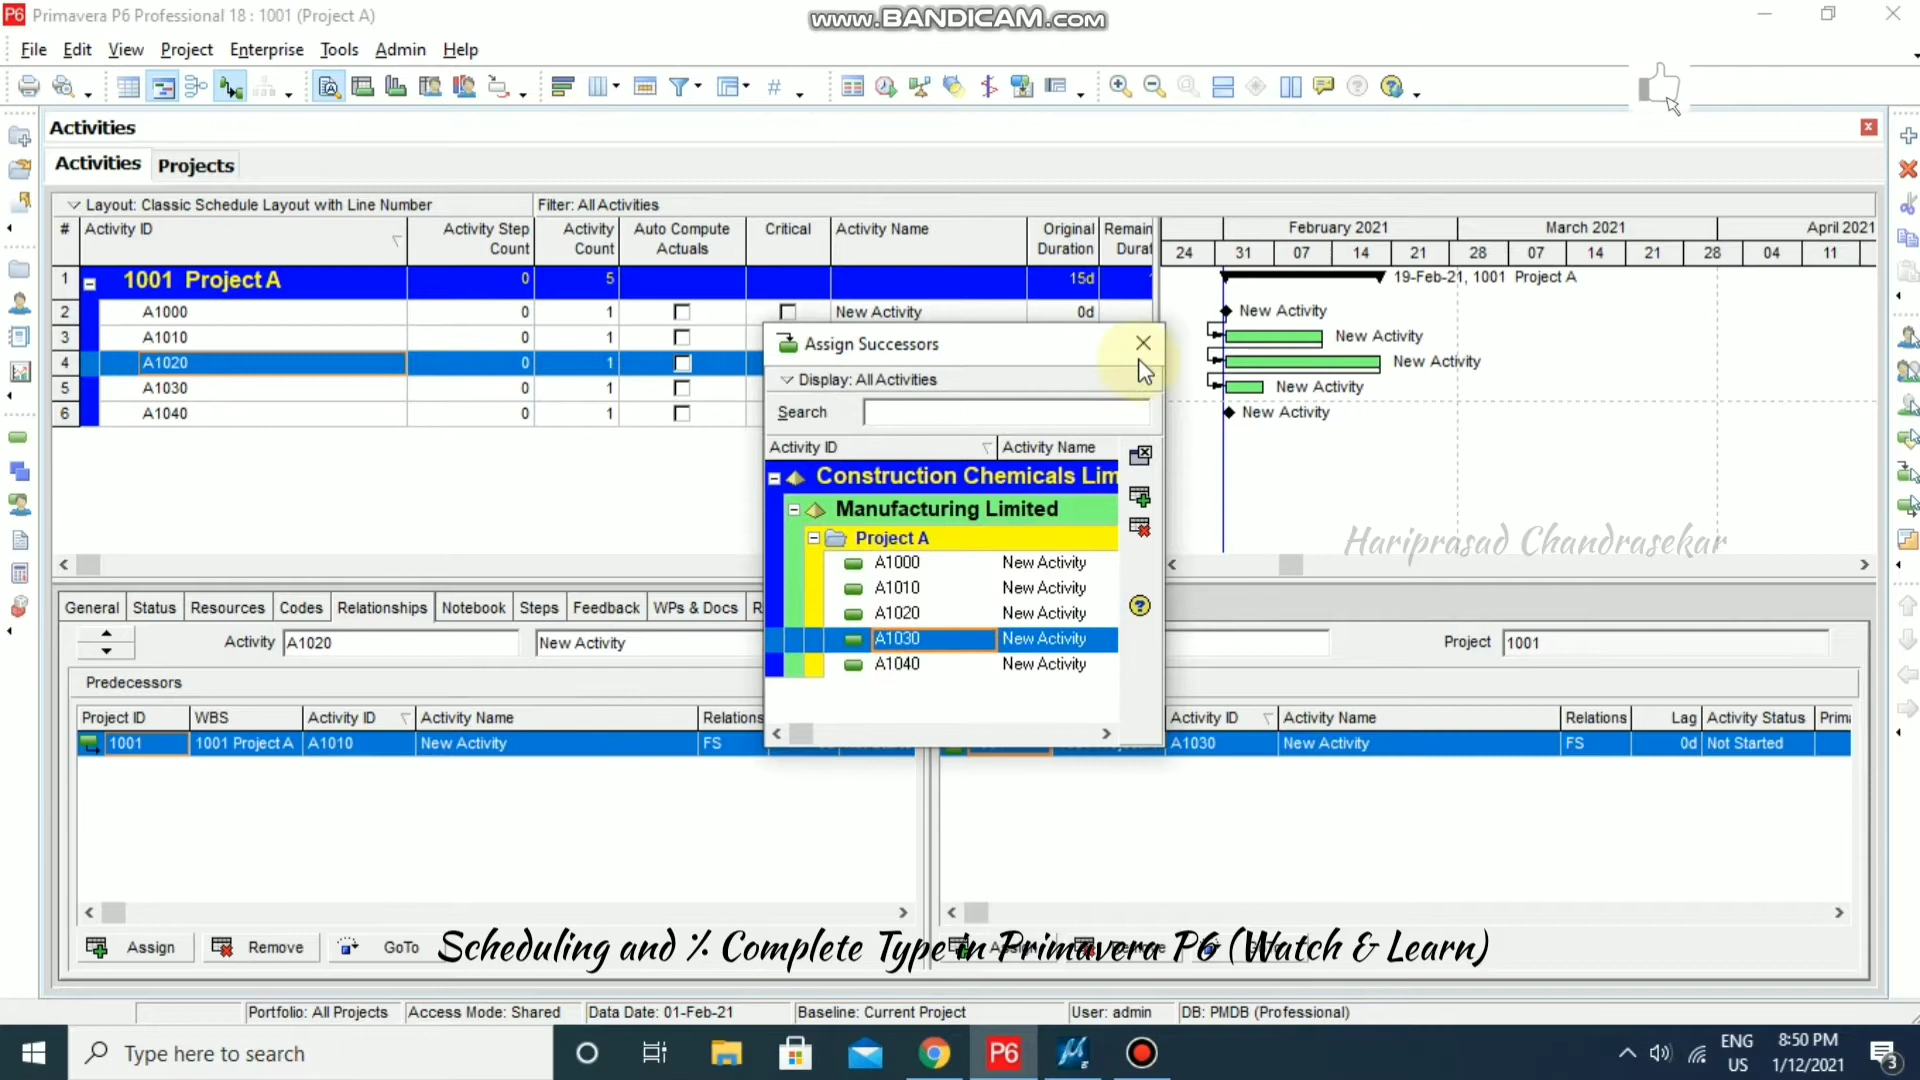 P6 Primavera P6 Professional 18 : 1001 (Project A)
www.BANDICAM.com
File Edit View Project Enterprise Tools Admin Help
Activities
Activities Projects
Layout: Classic Schedule Layout with Line Number Filter: All Activities
# Activity ID Activity Step Count Activity Count Auto Compute Actuals Critical Activity Name Original Duration Remain Durat
February 2021 March 2021 April 2021
24 31 07 14 21 28 07 14 21 28 04 11
1 1001 Project A 0 5 15d
19-Feb-21, 1001 Project A
2 A1000 0 1 New Activity 0d
New Activity
3 A1010 0 1
New Activity
4 A1020 0 1
New Activity
5 A1030 0 1
New Activity
6 A1040 0 1
New Activity
Assign Successors
Display: All Activities
Search
Activity ID Activity Name
Construction Chemicals Lim
Manufacturing Limited
Project A
A1000 New Activity
A1010 New Activity
A1020 New Activity
A1030 New Activity
A1040 New Activity
Hariprasad Chandrasekar
General Status Resources Codes Relationships Notebook Steps Feedback WPs & Docs R
Activity A1020 New Activity Project 1001
Predecessors
Project ID WBS Activity ID Activity Name Relations
1001 1001 Project A A1010 New Activity FS
Activity ID Activity Name Relations Lag Activity Status Prima
A1030 New Activity FS 0d Not Started
Assign Remove GoTo
Scheduling and % Complete Type in Primavera P6 (Watch & Learn)
Portfolio: All Projects Access Mode: Shared Data Date: 01-Feb-21 Baseline: Current Project User: admin DB: PMDB (Professional)
Type here to search
P6
ENG
US
8:50 PM
1/12/2021
3